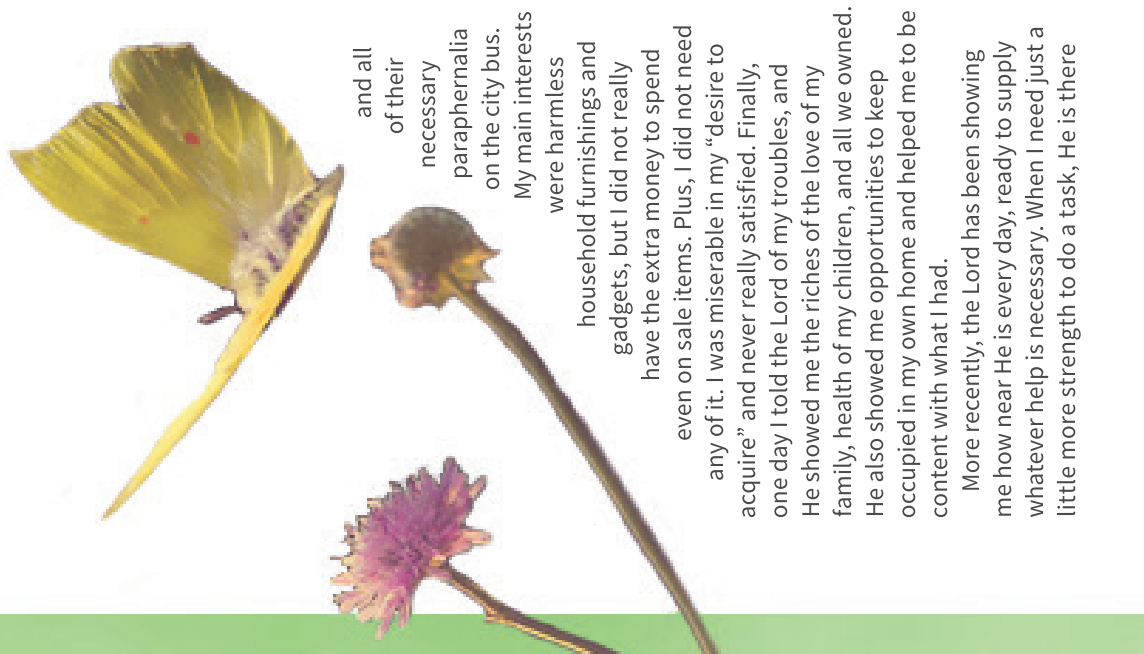 and all
of their
necessary
paraphernalia
on the city bus.
My main interests
were harmless
household furnishings and
gadgets, but I did not really
have the extra money to spend
even on sale items. Plus, I did not need
any of it. I was miserable in my “desire to
acquire” and never really satisfied. Finally,
one day I told the Lord of my troubles, and
He showed me the riches of the love of my
family, health of my children, and all we owned.
He also showed me opportunities to keep
occupied in my own home and helped me to be
content with what I had.
More recently, the Lord has been showing
me how near He is every day, ready to supply
whatever help is necessary. When I need just a
little more strength to do a task, He is there